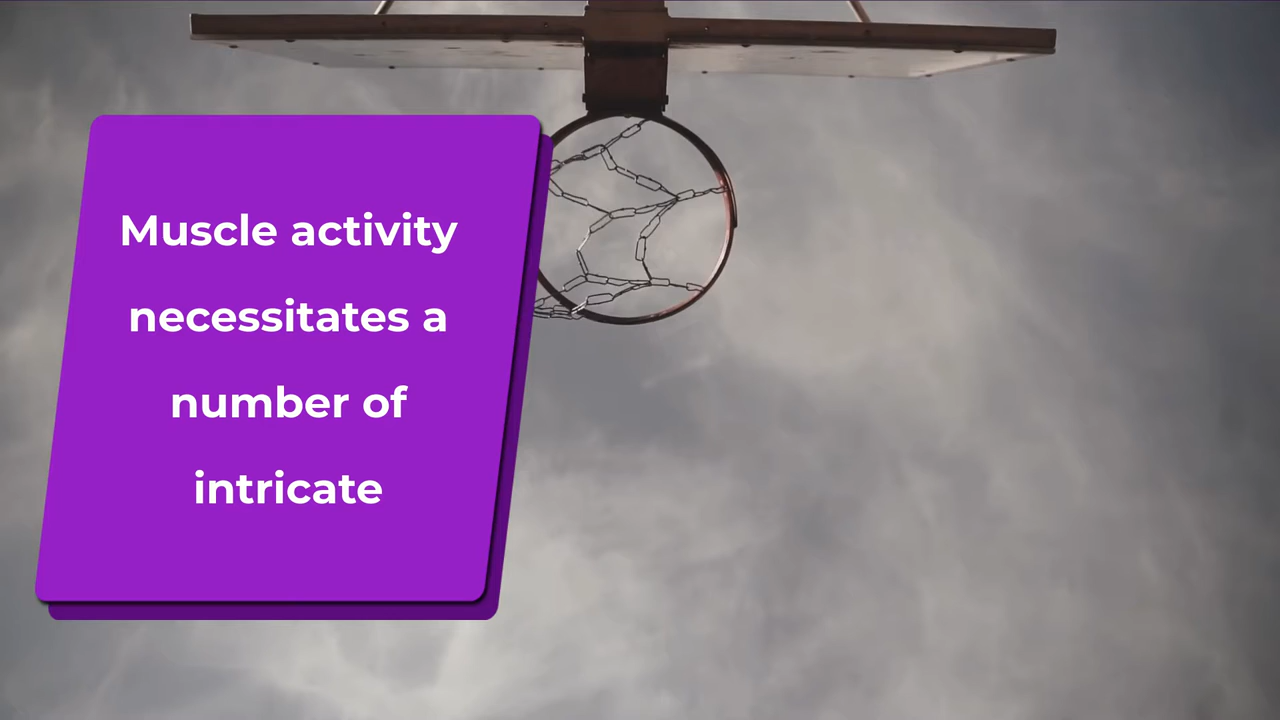 Muscle activity
necessitates a
number of
intricate